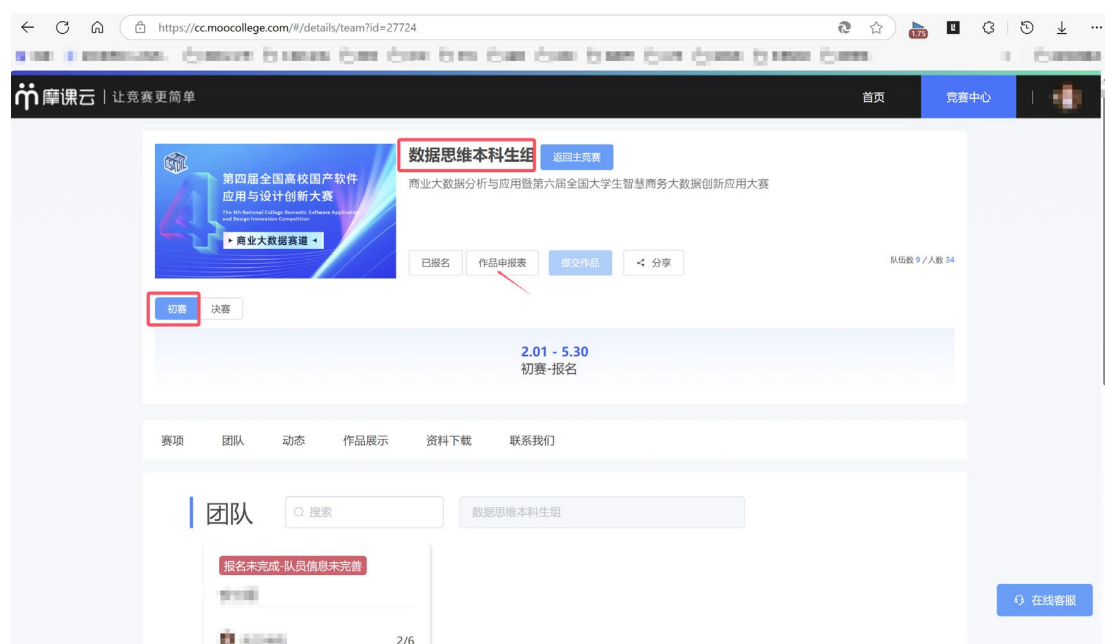 https://cc.moocollege.com/#/details/team?id=27724
1.75
摩课云 | 让竞赛更简单
首页
竞赛中心
第四届全国高校国产软件
应用与设计创新大赛
The 4th National College Domestic Software Application
and Design Innovation Competition
商业大数据赛道
数据思维本科生组
返回主竞赛
商业大数据分析与应用暨第六届全国大学生智慧商务大数据创新应用大赛
已报名
作品申报表
提交作品
分享
队伍数 9 / 人数 34
初赛
决赛
2.01 - 5.30
初赛-报名
赛项
团队
动态
作品展示
资料下载
联系我们
团队
搜索
数据思维本科生组
报名未完成-队员信息未完善
2/6
在线客服